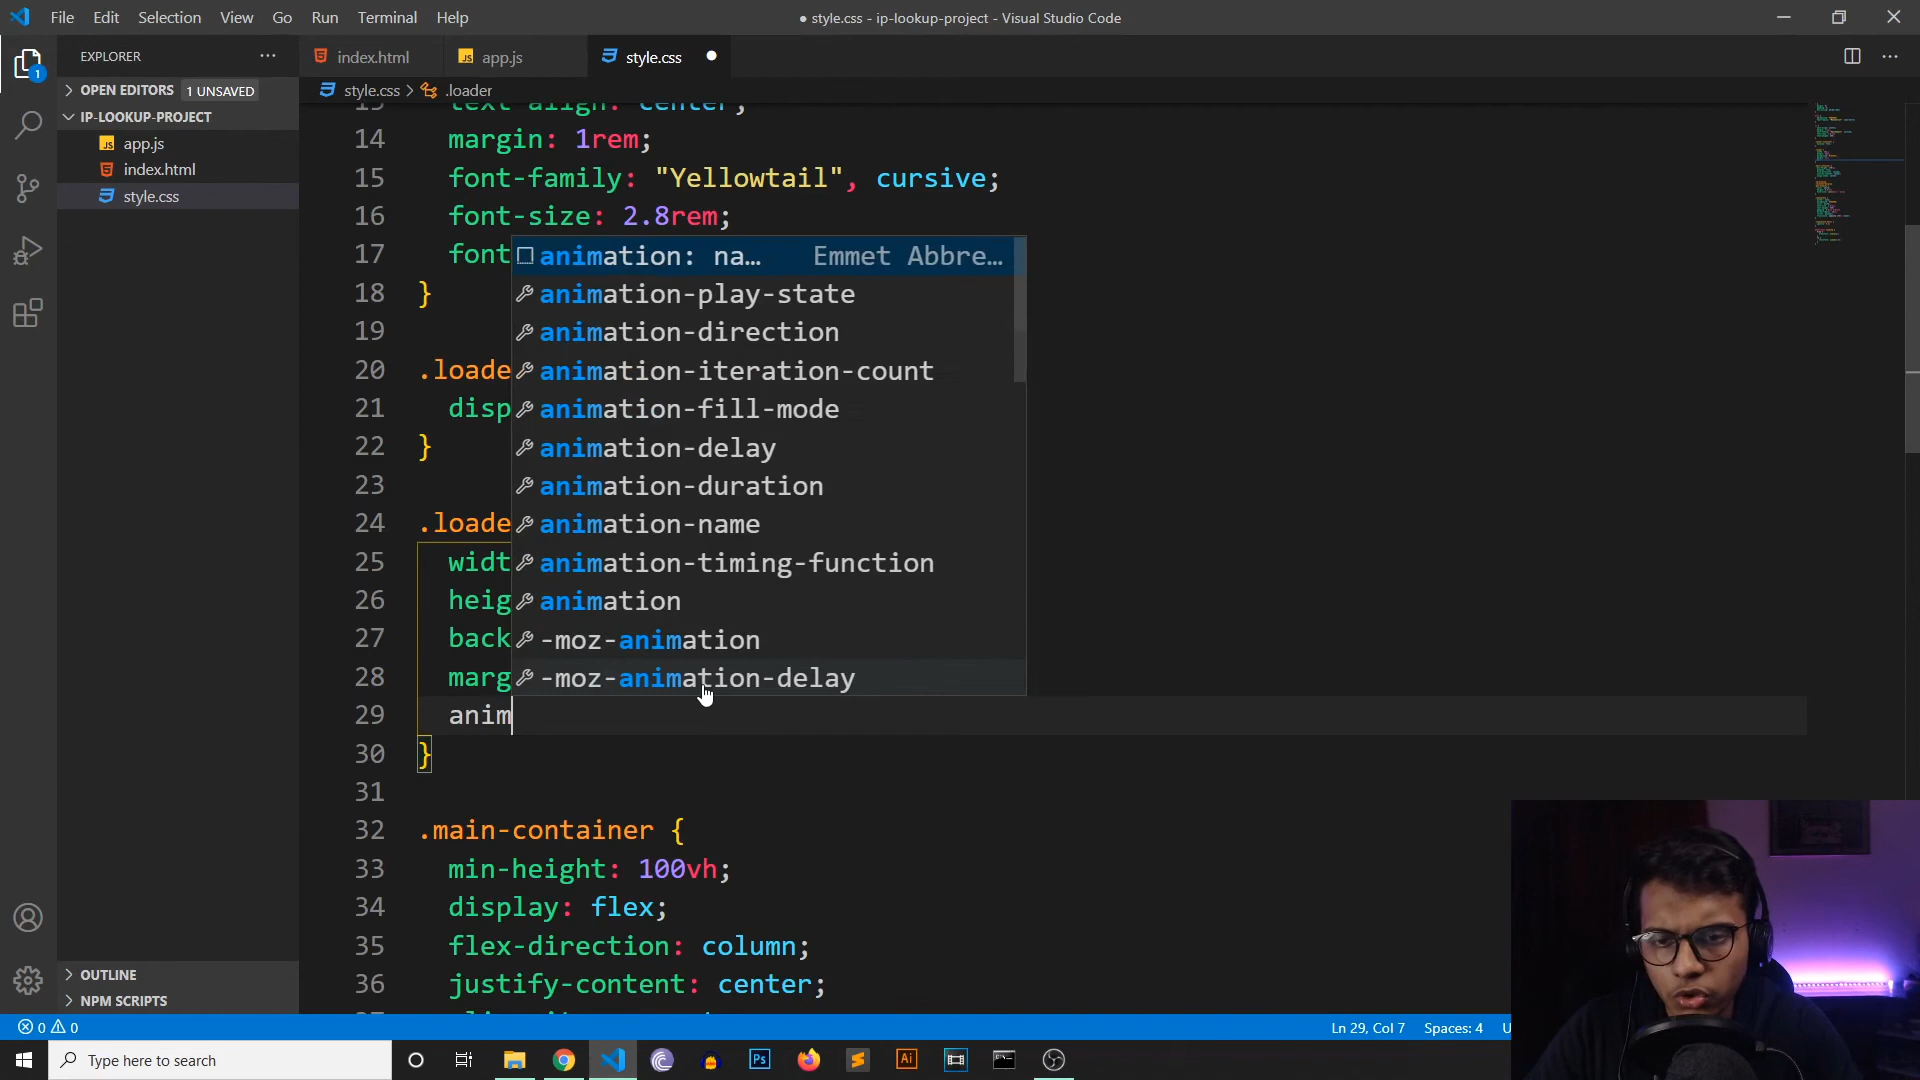 File Edit Selection View Go Run Terminal Help
● style.css - ip-lookup-project - Visual Studio Code
EXPLORER
index.html
app.js
style.css
OPEN EDITORS 1 UNSAVED
style.css > .loader
IP-LOOKUP-PROJECT
app.js
index.html
style.css
1
14 margin: 1rem;
15 font-family: "Yellowtail", cursive;
16 font-size: 2.8rem;
17 font
18 }
19
20 .loade
21 disp
22 }
23
24 .loade
25 widt
26 heig
27 back
28 marg
29 anim
30 }
31
32 .main-container {
33 min-height: 100vh;
34 display: flex;
35 flex-direction: column;
36 justify-content: center;
animation: na… Emmet Abbre…
animation-play-state
animation-direction
animation-iteration-count
animation-fill-mode
animation-delay
animation-duration
animation-name
animation-timing-function
animation
-moz-animation
-moz-animation-delay
OUTLINE
NPM SCRIPTS
0 0
Ln 29, Col 7 Spaces: 4 U
Type here to search
Ps
Ai